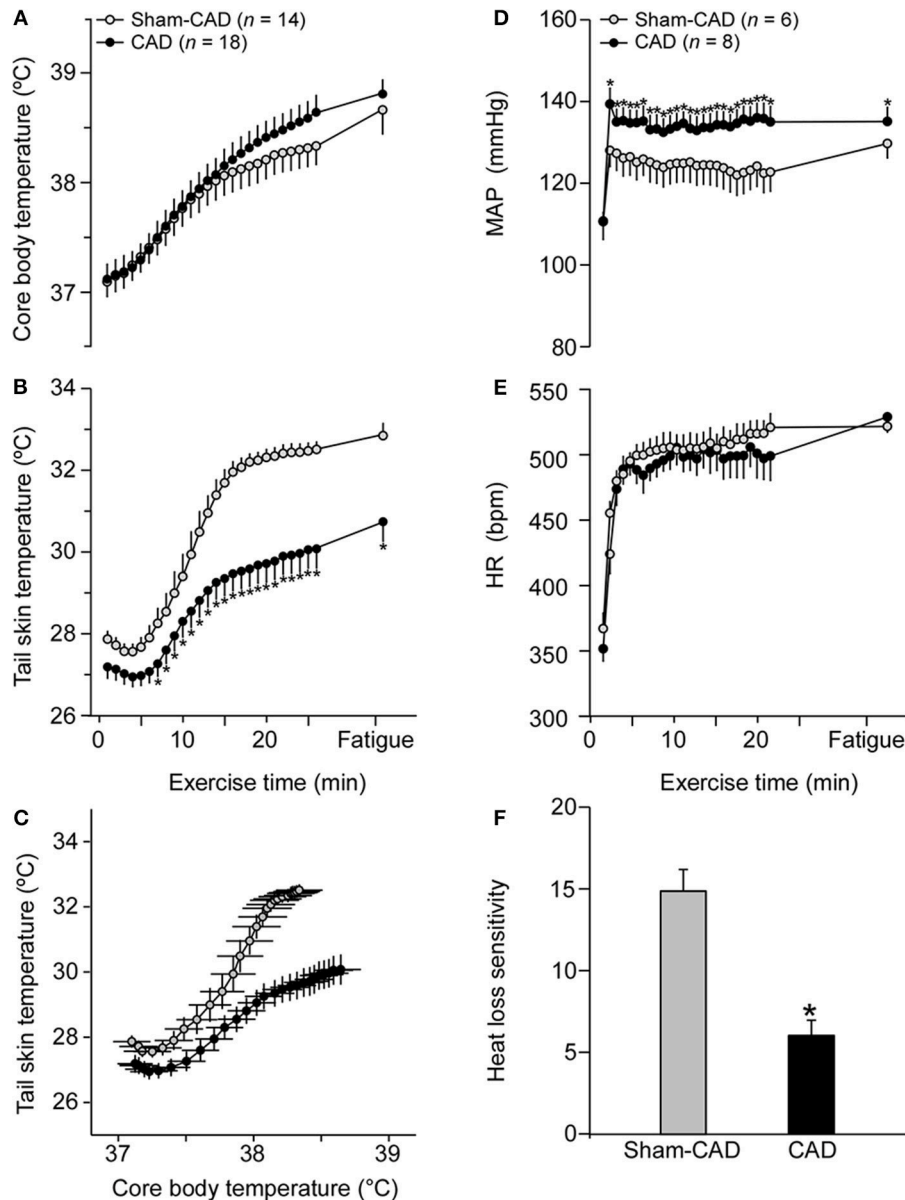 A
Sham-CAD (n = 14)
CAD (n = 18)
39
38
37
Core body temperature (ºC)
B
34
32
30
28
26
Tail skin temperature (ºC)
* * * * * * * * * * * * * * * * * * * *
0 10 20 Fatigue
Exercise time (min)
C
34
32
30
28
26
Tail skin temperature (ºC)
37 38 39
Core body temperature (°C)
D
Sham-CAD (n = 6)
CAD (n = 8)
160
140
120
100
80
MAP (mmHg)
E
550
500
450
400
350
300
HR (bpm)
0 10 20 Fatigue
Exercise time (min)
F
20
15
10
5
0
Heat loss sensitivity
*
Sham-CAD CAD